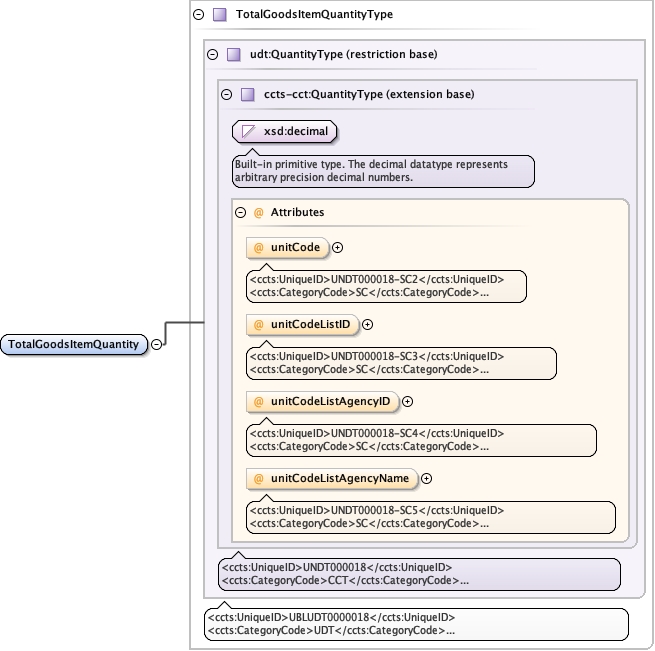 TotalGoodsItemQuantityType
udt:QuantityType (restriction base)
ccts-cct:QuantityType (extension base)
xsd:decimal
Built-in primitive type. The decimal datatype represents
arbitrary precision decimal numbers.
@ Attributes
@ unitCode
<ccts:UniqueID>UNDT000018-SC2</ccts:UniqueID>
<ccts:CategoryCode>SC</ccts:CategoryCode>...
@ unitCodeListID
<ccts:UniqueID>UNDT000018-SC3</ccts:UniqueID>
<ccts:CategoryCode>SC</ccts:CategoryCode>...
TotalGoodsItemQuantity
@ unitCodeListAgencyID
<ccts:UniqueID>UNDT000018-SC4</ccts:UniqueID>
<ccts:CategoryCode>SC</ccts:CategoryCode>...
@ unitCodeListAgencyName
<ccts:UniqueID>UNDT000018-SC5</ccts:UniqueID>
<ccts:CategoryCode>SC</ccts:CategoryCode>...
<ccts:UniqueID>UNDT000018</ccts:UniqueID>
<ccts:CategoryCode>CCT</ccts:CategoryCode>...
<ccts:UniqueID>UBLUDT0000018</ccts:UniqueID>
<ccts:CategoryCode>UDT</ccts:CategoryCode>...